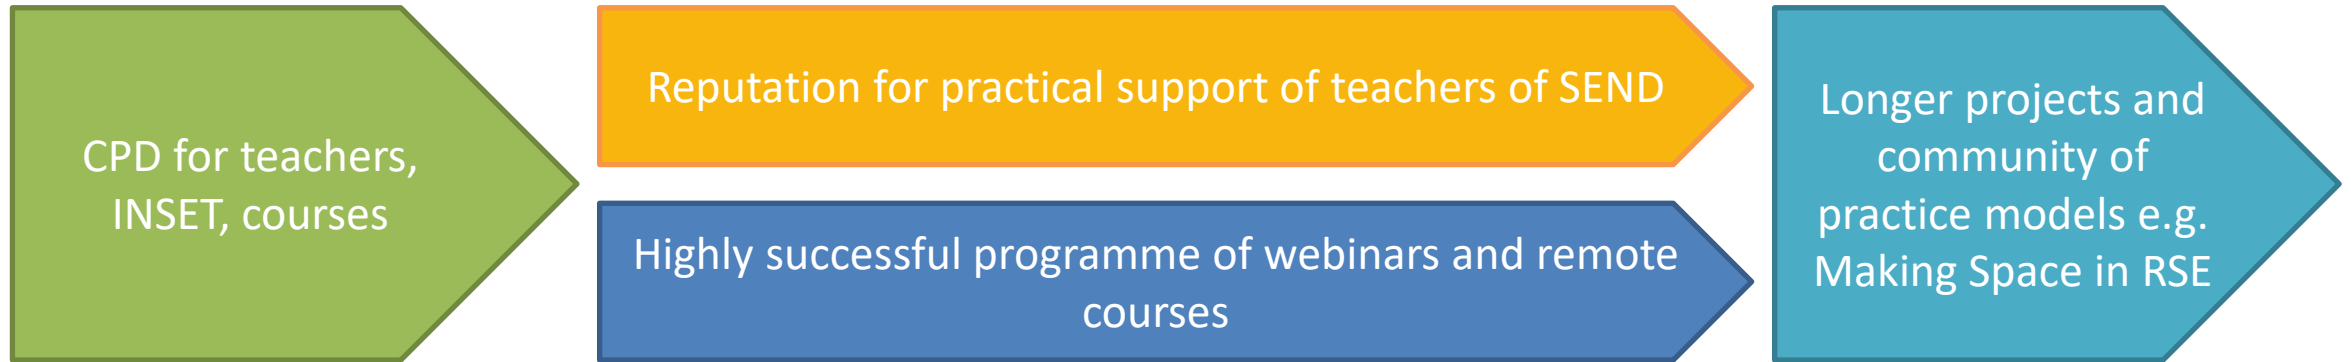 CPD for teachers,
INSET, courses
Reputation for practical support of teachers of SEND
Highly successful programme of webinars and remote
courses
Longer projects and
community of
practice models e.g.
Making Space in RSE